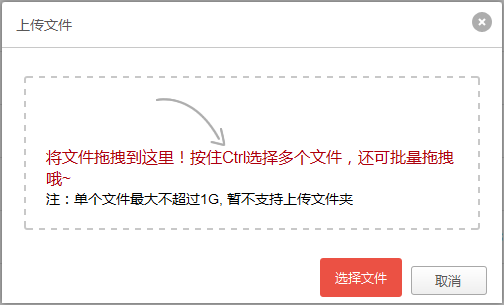 上传文件
将文件拖拽到这里！按住Ctrl选择多个文件，还可批量拖拽
哦~
注：单个文件最大不超过1G, 暂不支持上传文件夹
选择文件
取消